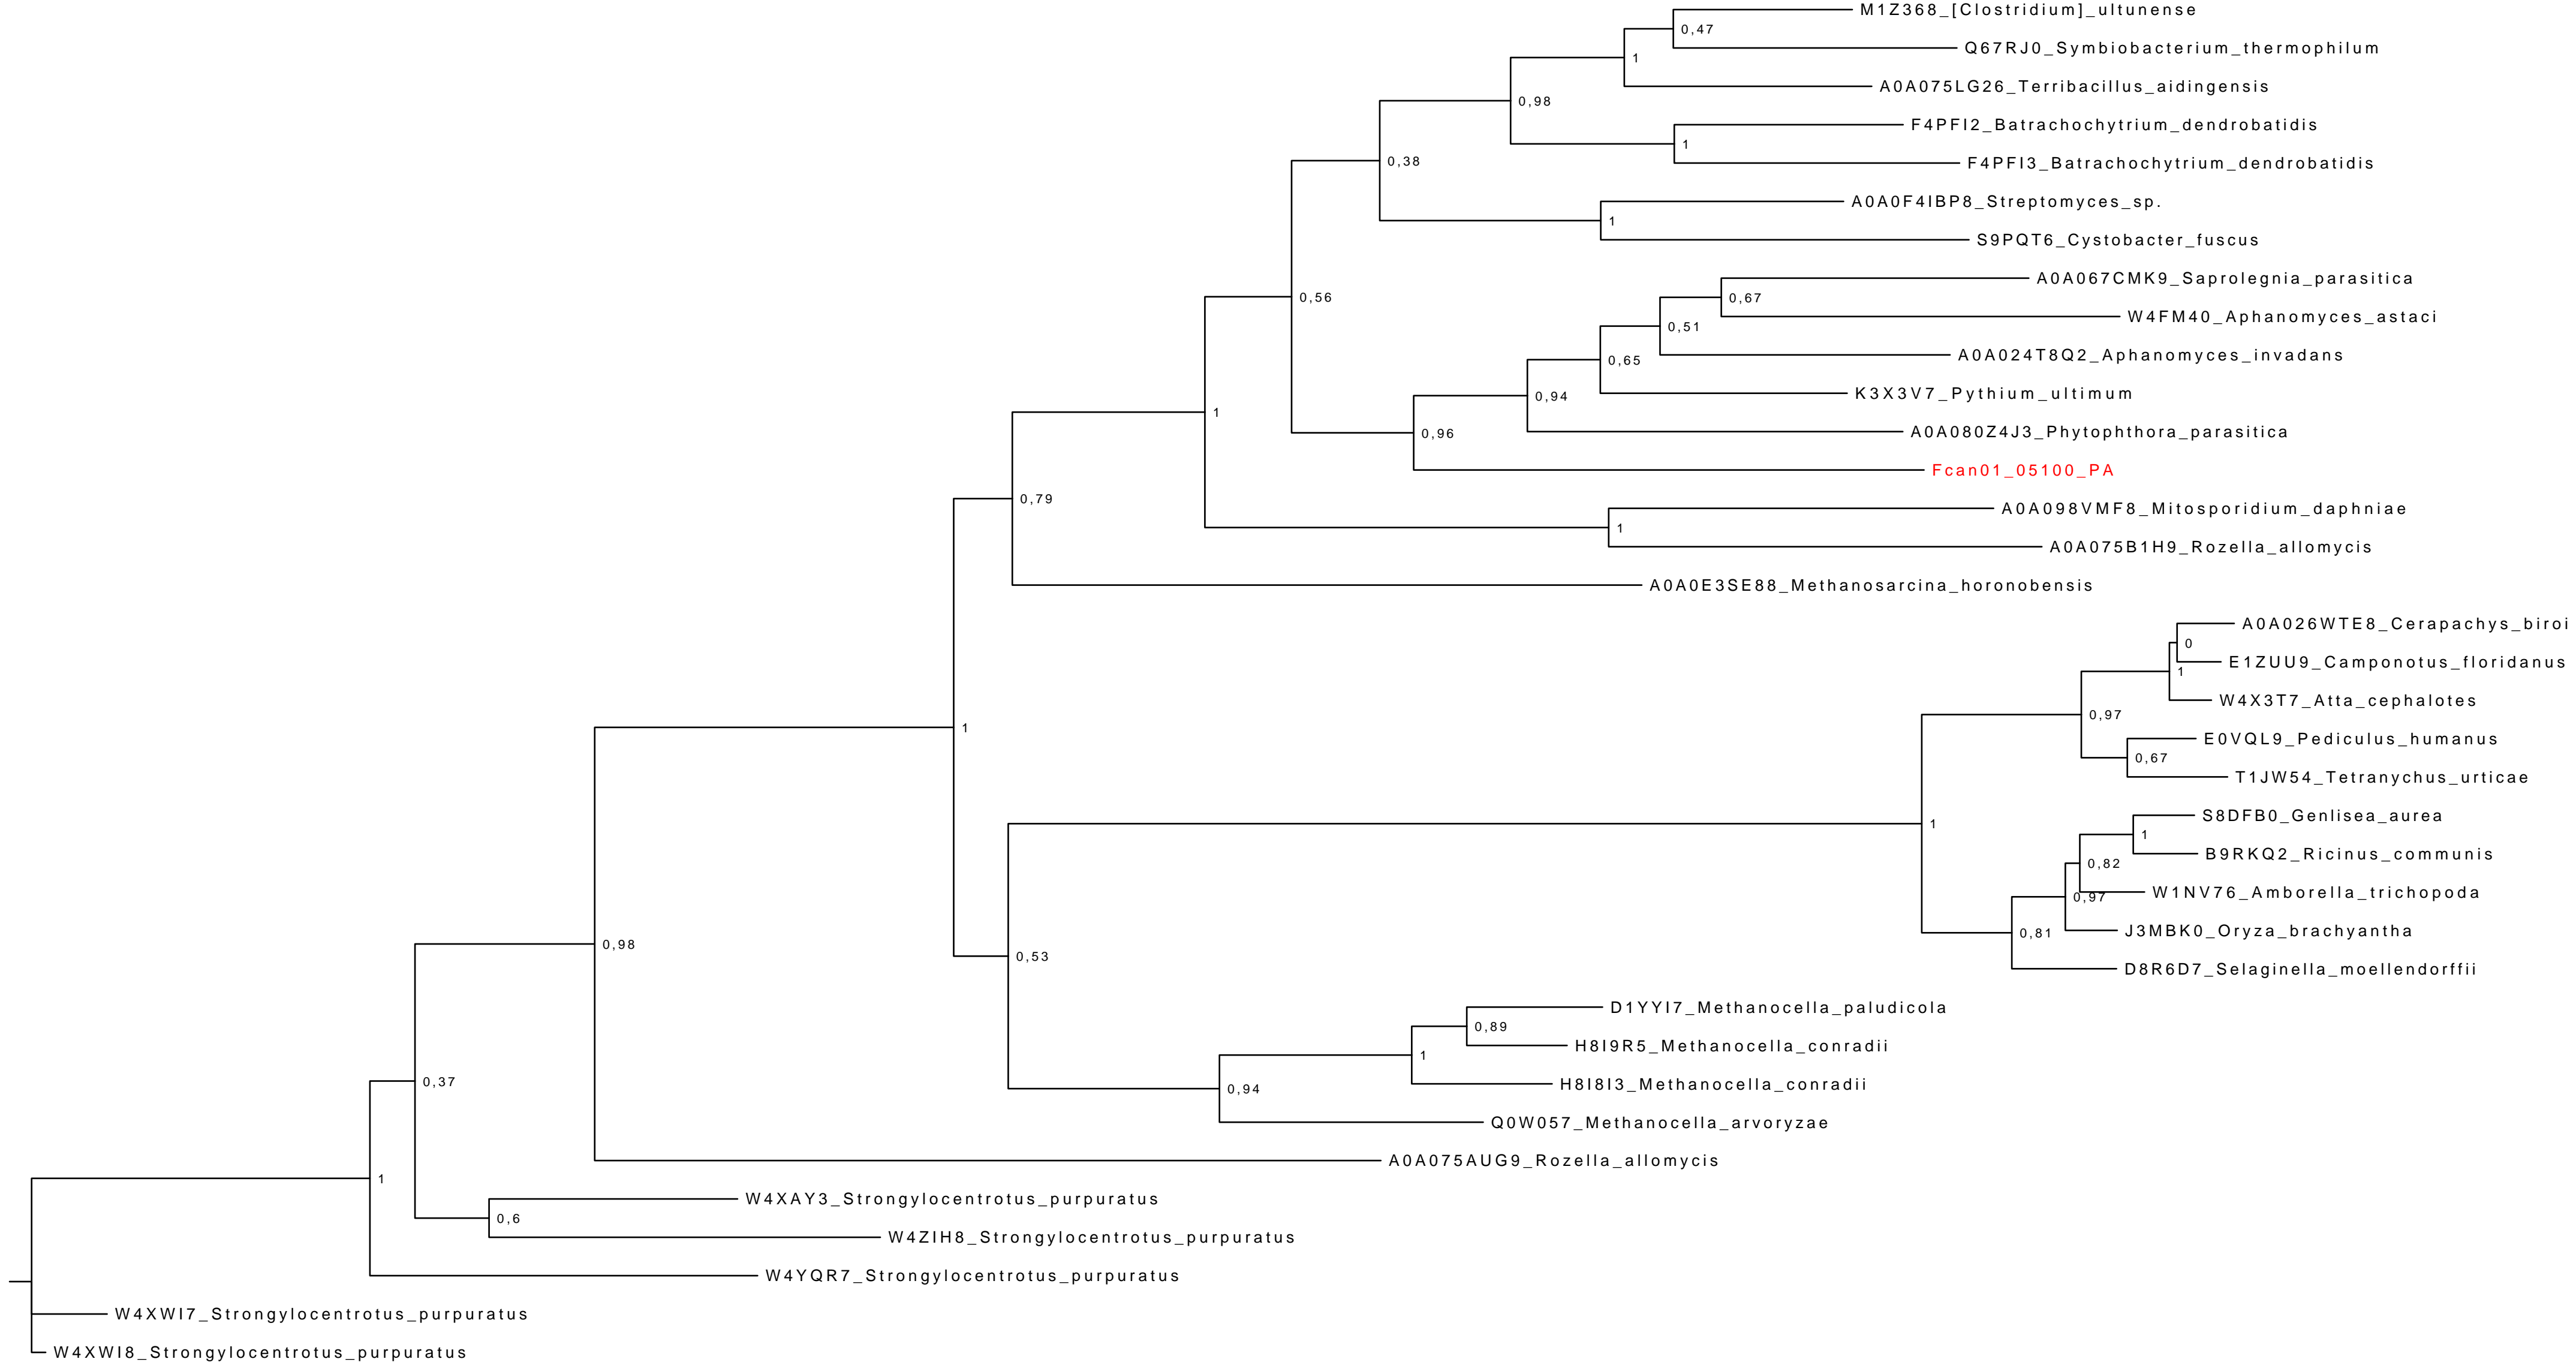 M1Z368_[Clostridium]_ultunense
0,47
Q67RJ0_Symbiobacterium_thermophilum
1
A0A075LG26_Terribacillus_aidingensis
0,98
F4PFI2_Batrachochytrium_dendrobatidis
1
0,38
F4PFI3_Batrachochytrium_dendrobatidis
A0A0F4IBP8_Streptomyces_sp.
1
S9PQT6_Cystobacter_fuscus
A0A067CMK9_Saprolegnia_parasitica
0,56
0,67
W4FM40_Aphanomyces_astaci
0,51
A0A024T8Q2_Aphanomyces_invadans
0,65
K3X3V7_Pythium_ultimum
0,94
1
A0A080Z4J3_Phytophthora_parasitica
0,96
Fcan01_05100_PA
0,79
A0A098VMF8_Mitosporidium_daphniae
1
A0A075B1H9_Rozella_allomycis
A0A0E3SE88_Methanosarcina_horonobensis
A0A026WTE8_Cerapachys_biroi
0
E1ZUU9_Camponotus_floridanus
1
W4X3T7_Atta_cephalotes
0,97
1
E0VQL9_Pediculus_humanus
0,67
T1JW54_Tetranychus_urticae
S8DFB0_Genlisea_aurea
1
1
B9RKQ2_Ricinus_communis
0,82
W1NV76_Amborella_trichopoda
0,97
J3MBK0_Oryza_brachyantha
0,81
0,98
0,53
D8R6D7_Selaginella_moellendorffii
D1YYI7_Methanocella_paludicola
0,89
H8I9R5_Methanocella_conradii
1
0,37
H8I8I3_Methanocella_conradii
0,94
Q0W057_Methanocella_arvoryzae
A0A075AUG9_Rozella_allomycis
1
W4XAY3_Strongylocentrotus_purpuratus
0,6
W4ZIH8_Strongylocentrotus_purpuratus
W4YQR7_Strongylocentrotus_purpuratus
W4XWI7_Strongylocentrotus_purpuratus
W4XWI8_Strongylocentrotus_purpuratus